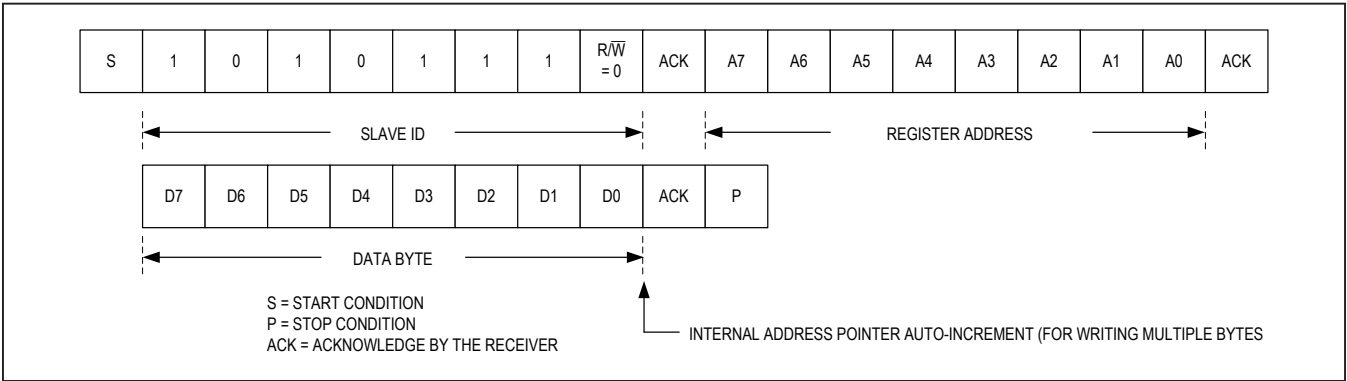 S 1 0 1 0 1 1 1 R/W̅ = 0 ACK A7 A6 A5 A4 A3 A2 A1 A0 ACK
SLAVE ID REGISTER ADDRESS
D7 D6 D5 D4 D3 D2 D1 D0 ACK P
DATA BYTE
S = START CONDITION
P = STOP CONDITION
ACK = ACKNOWLEDGE BY THE RECEIVER
INTERNAL ADDRESS POINTER AUTO-INCREMENT (FOR WRITING MULTIPLE BYTES